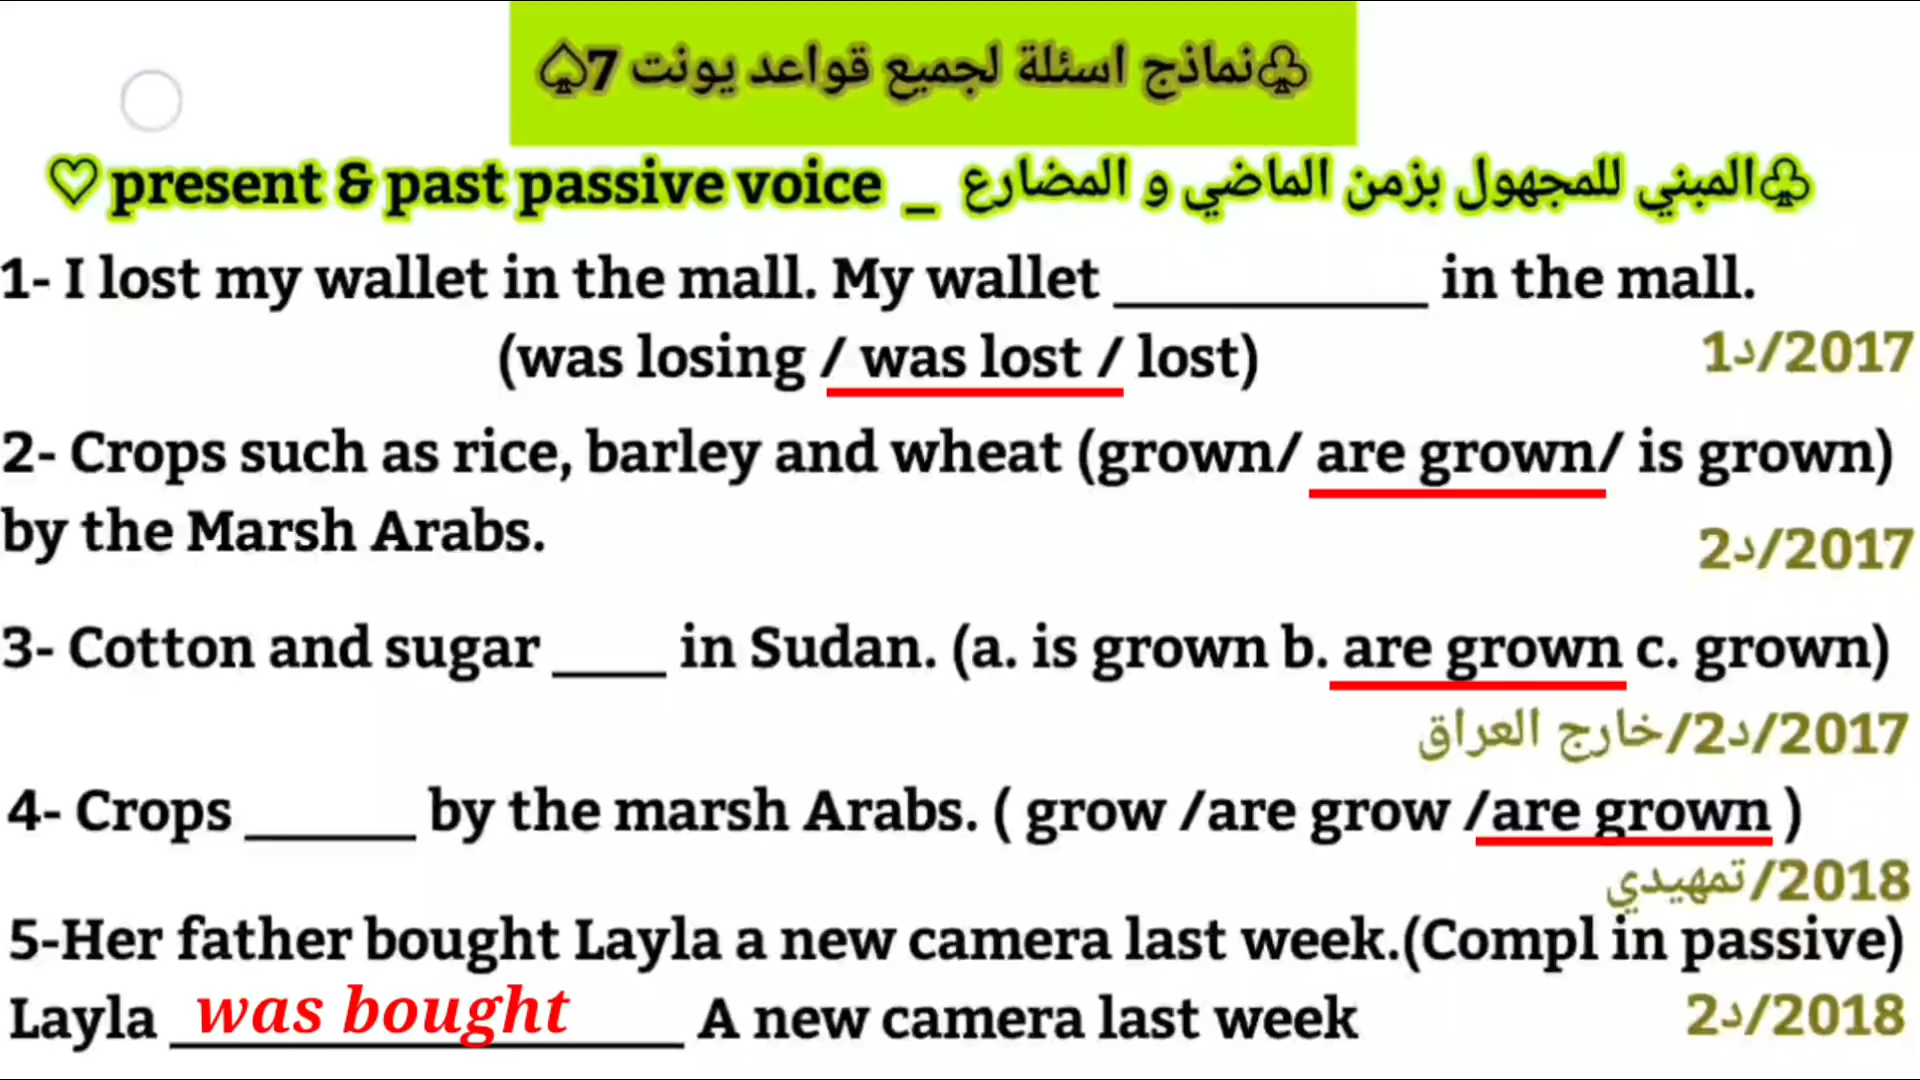 ♧نماذج اسئلة لجميع قواعد يونت 7♤
♡present & past passive voice _ المبني للمجهول بزمن الماضي و المضارع♧
1- I lost my wallet in the mall. My wallet ___________ in the mall.
(was losing / was lost / lost) 2017/د1
2- Crops such as rice, barley and wheat (grown/ are grown/ is grown)
by the Marsh Arabs. 2017/د2
3- Cotton and sugar ____ in Sudan. (a. is grown b. are grown c. grown)
2017/د2/خارج العراق
4- Crops ______ by the marsh Arabs. ( grow /are grow /are grown )
2018/تمهيدي
5-Her father bought Layla a new camera last week.(Compl in passive)
Layla was bought A new camera last week 2018/د2